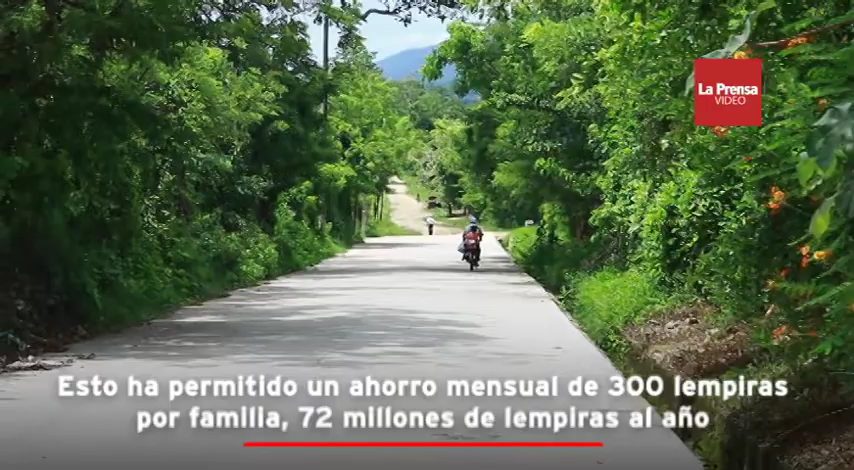 La Prensa
VIDEO
Esto ha permitido un ahorro mensual de 300 lempiras
por familia, 72 millones de lempiras al año